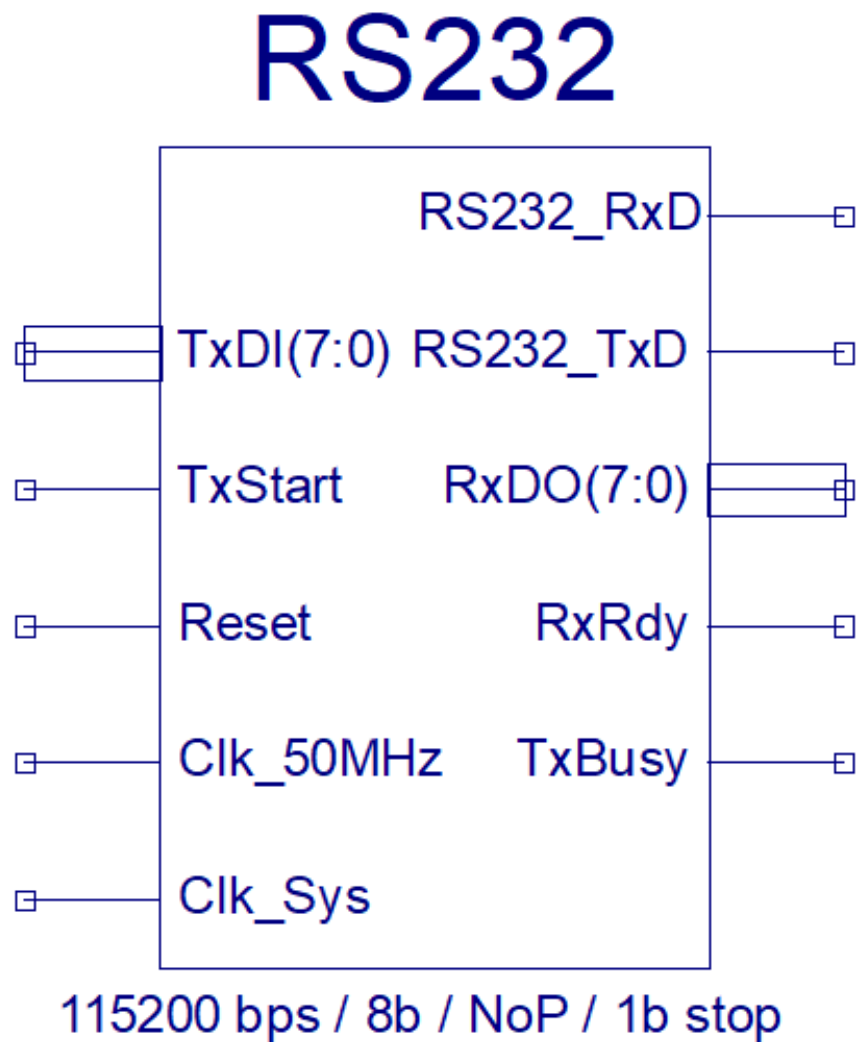 RS232
RS232_RxD
TxDI(7:0) RS232_TxD
TxStart RxDO(7:0)
Reset RxRdy
Clk_50MHz TxBusy
Clk_Sys
115200 bps / 8b / NoP / 1b stop